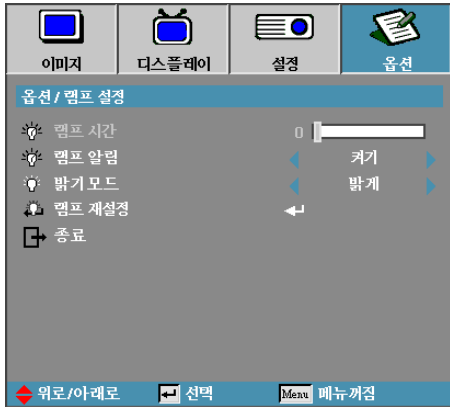 이미지 디스플레이 설정 옵션
옵션 / 램프 설정
램프 시간 0
램프 알림 켜기
밝기 모드 밝게
램프 재설정
종료
위로/아래로 선택 Menu 메뉴꺼짐